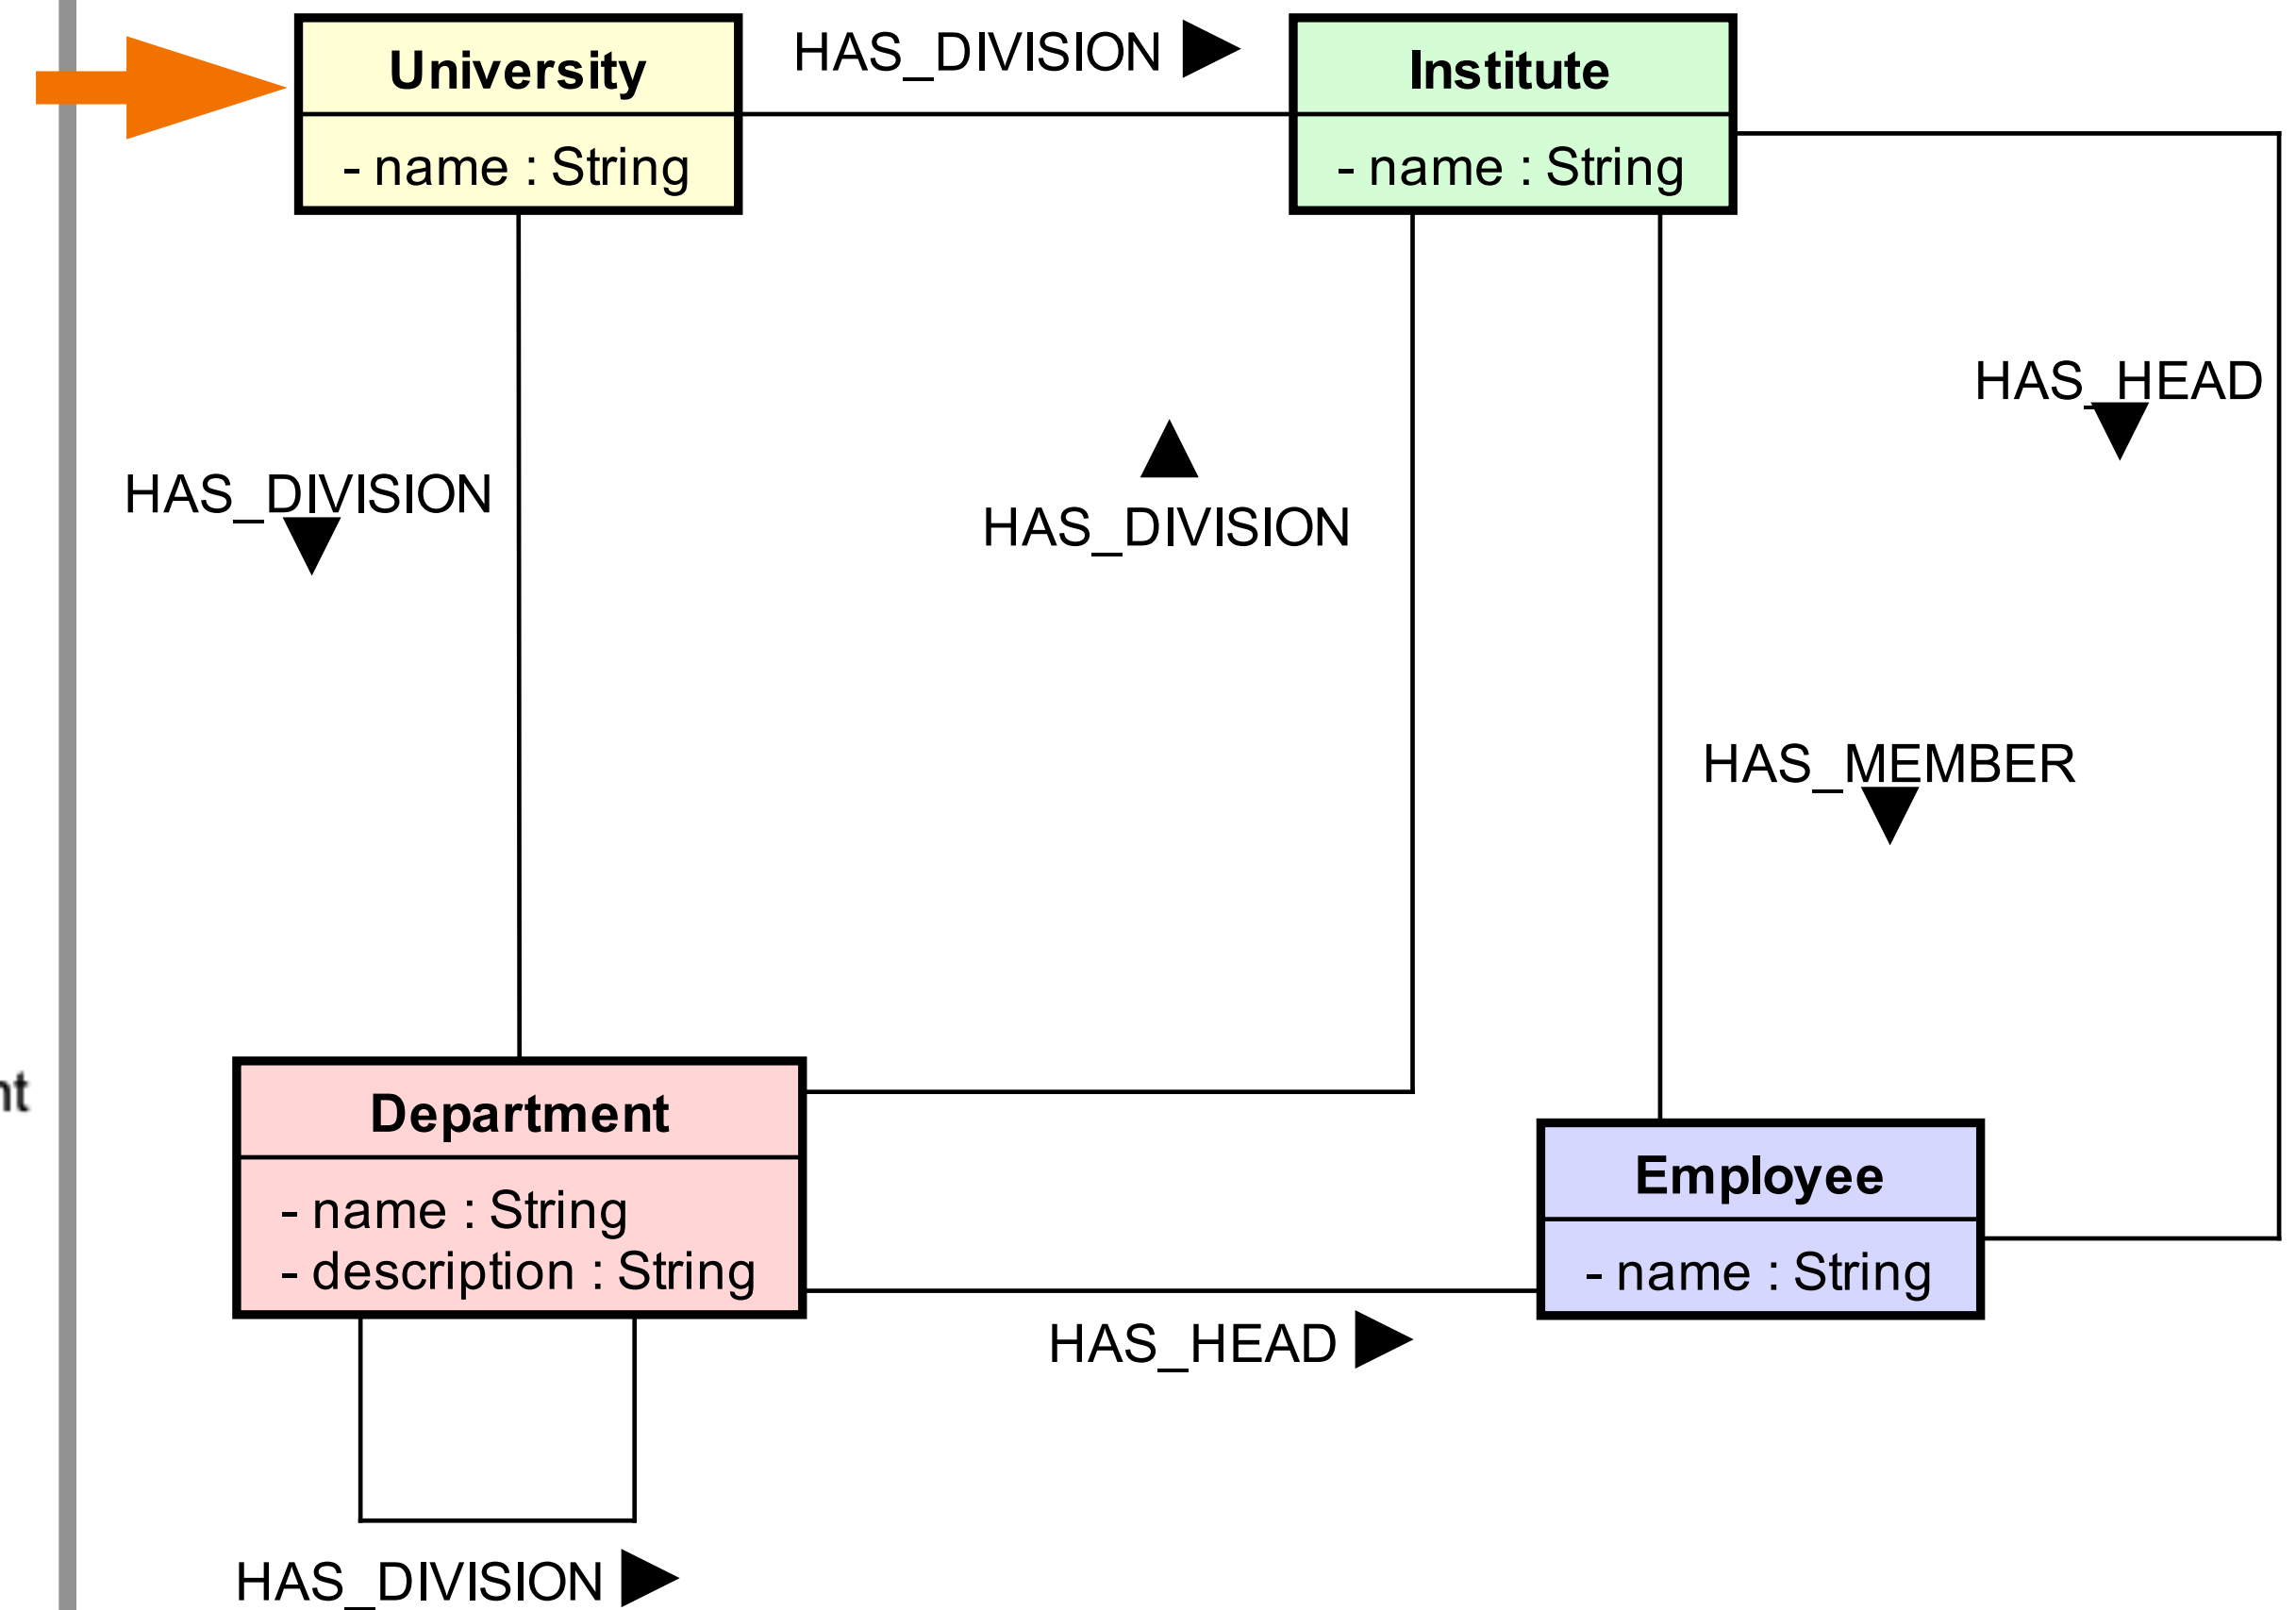 University
- name : String
HAS_DIVISION
Institute
- name : String
HAS_HEAD
HAS_DIVISION
HAS_DIVISION
HAS_MEMBER
nt
Department
- name : String
- description : String
Employee
- name : String
HAS_HEAD
HAS_DIVISION